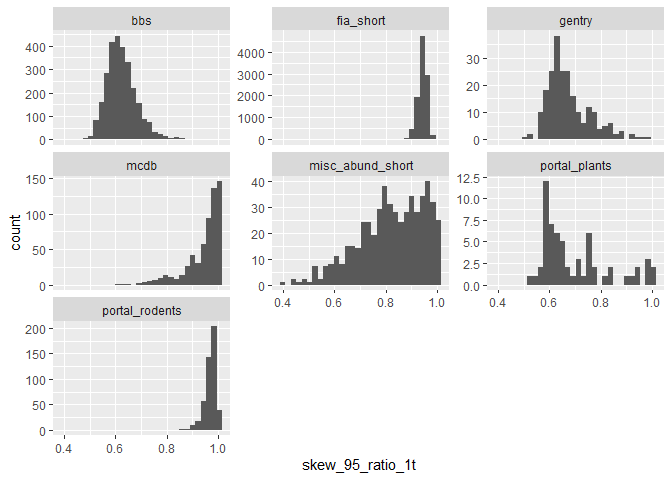 bbs
fia_short
gentry
400
300
200
100
0
4000
3000
2000
1000
0
30
20
10
0
mcdb
misc_abund_short
portal_plants
150
100
50
0
40
30
20
10
0
12.5
10.0
7.5
5.0
2.5
0.0
0.4 0.6 0.8 1.0
0.4 0.6 0.8 1.0
portal_rodents
200
150
100
50
0
0.4 0.6 0.8 1.0
count
skew_95_ratio_1t